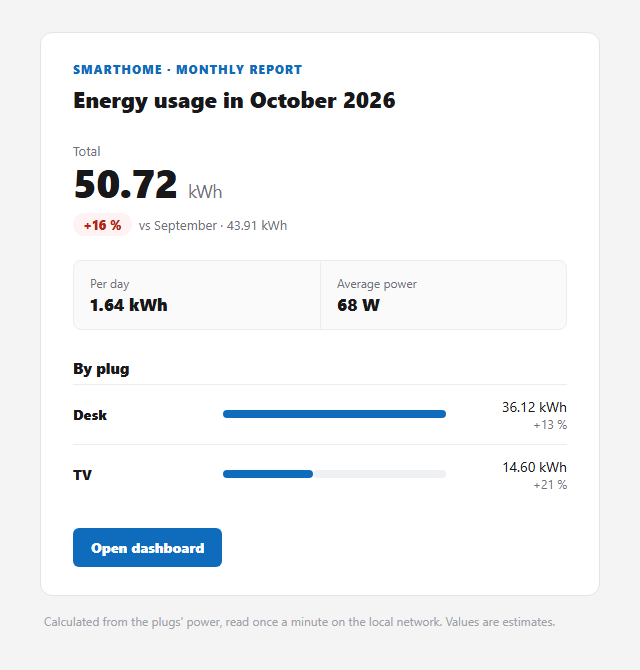 SMARTHOME · MONTHLY REPORT
Energy usage in October 2026
Total
50.72 kWh
+16 % vs September · 43.91 kWh
Per day
1.64 kWh
Average power
68 W
By plug
Desk
36.12 kWh
+13 %
TV
14.60 kWh
+21 %
Open dashboard
Calculated from the plugs' power, read once a minute on the local network. Values are estimates.